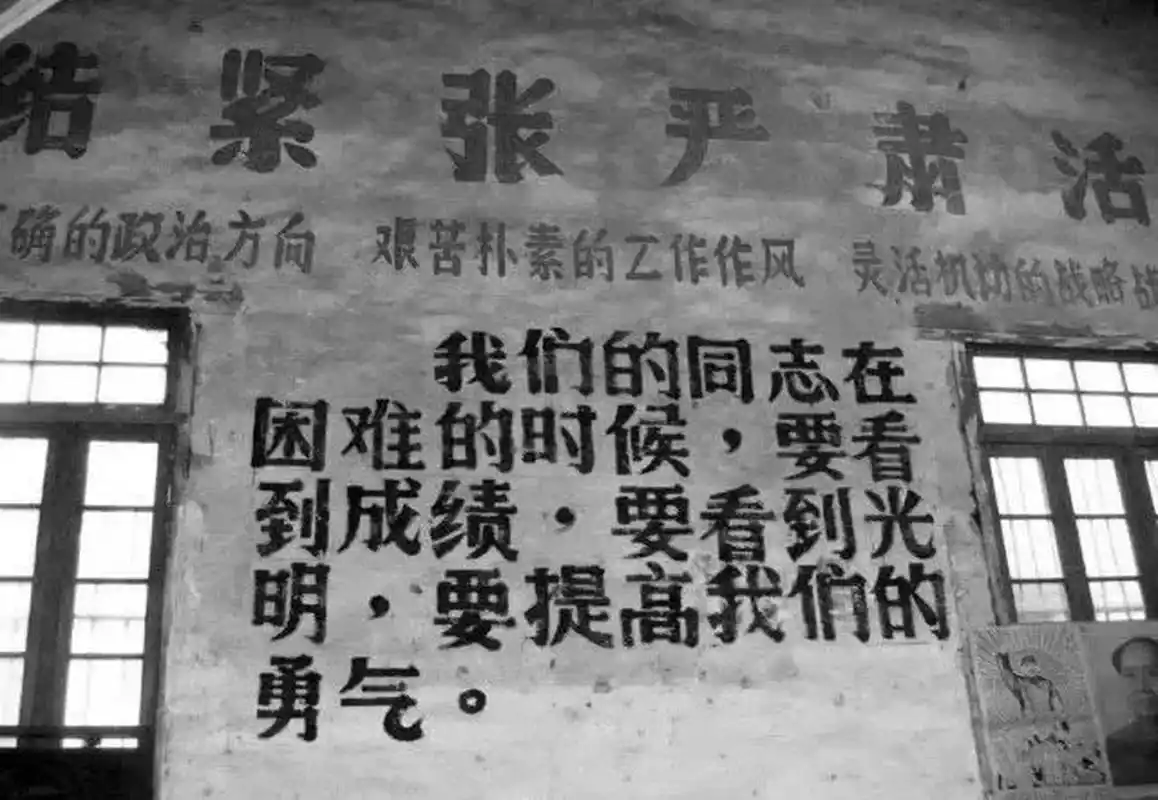 结紧张严肃活
确的政治方向 艰苦朴素的工作作风 灵活机动的战略战
我们的同志在
困难的时候，要看
到成绩，要看到光
明，要提高我们的
勇气。